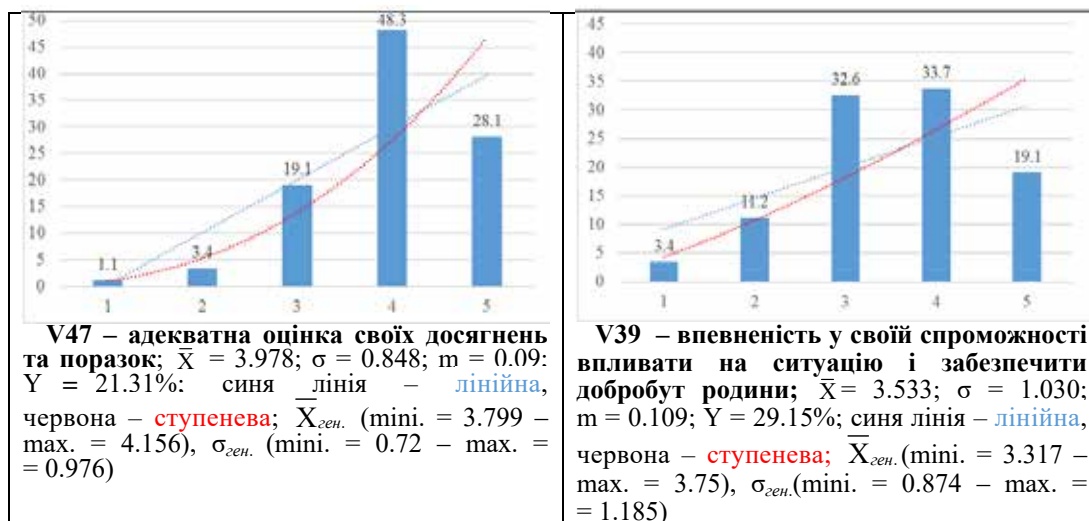 50
45
40
35
30
25
20
15
10
5
0
1.1
3.4
19.1
48.3
28.1
1 2 3 4 5
V47 – адекватна оцінка своїх досягнень
та поразок; X̅ = 3.978; σ = 0.848; m = 0.09:
Y = 21.31%: синя лінія – лінійна,
червона – ступенева; X̅ген. (mini. = 3.799 –
max. = 4.156), σген. (mini. = 0.72 – max. =
= 0.976)
45
40
35
30
25
20
15
10
5
0
3.4
11.2
32.6
33.7
19.1
1 2 3 4 5
V39 – впевненість у своїй спроможності
впливати на ситуацію і забезпечити
добробут родини; X̅ = 3.533; σ = 1.030;
m = 0.109; Y = 29.15%; синя лінія – лінійна,
червона – ступенева; X̅ген.(mini. = 3.317 –
max. = 3.75), σген.(mini. = 0.874 – max. =
= 1.185)